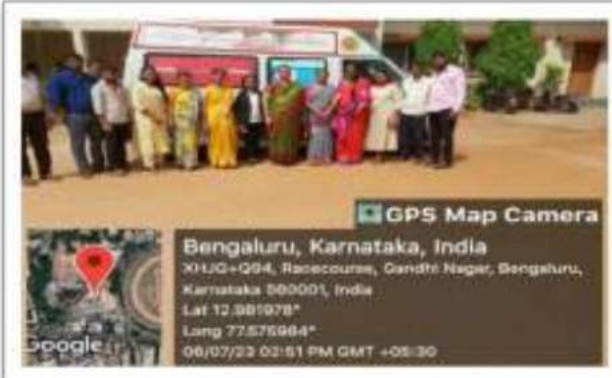 GPS Map Camera
Bengaluru, Karnataka, India
XHJG+Q94, Racecourse, Gandhi Nagar, Bengaluru,
Karnataka 560001, India
Lat 12.981978°
Long 77.575984°
06/07/23 02:51 PM GMT +05:30
Google